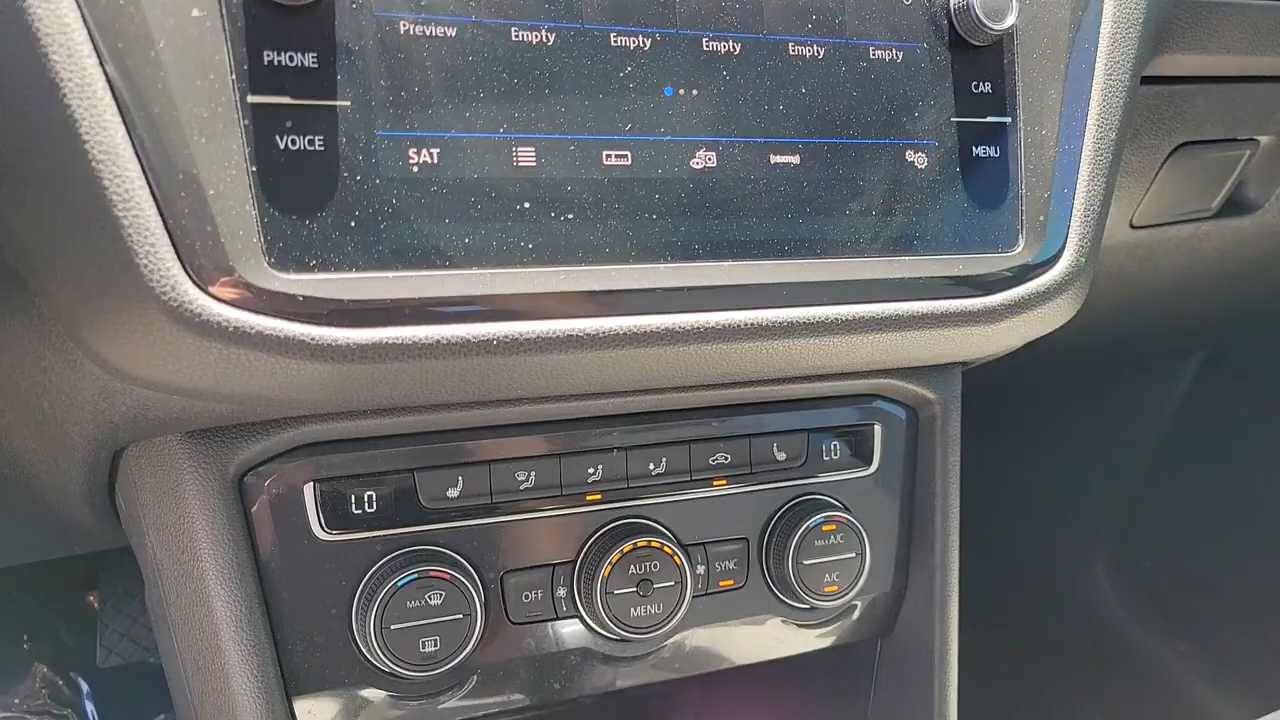 Preview Empty Empty Empty Empty Empty
PHONE
CAR
VOICE
MENU
SAT
LO
LO
MAX A/C
A/C
AUTO
SYNC
OFF
MENU
MAX